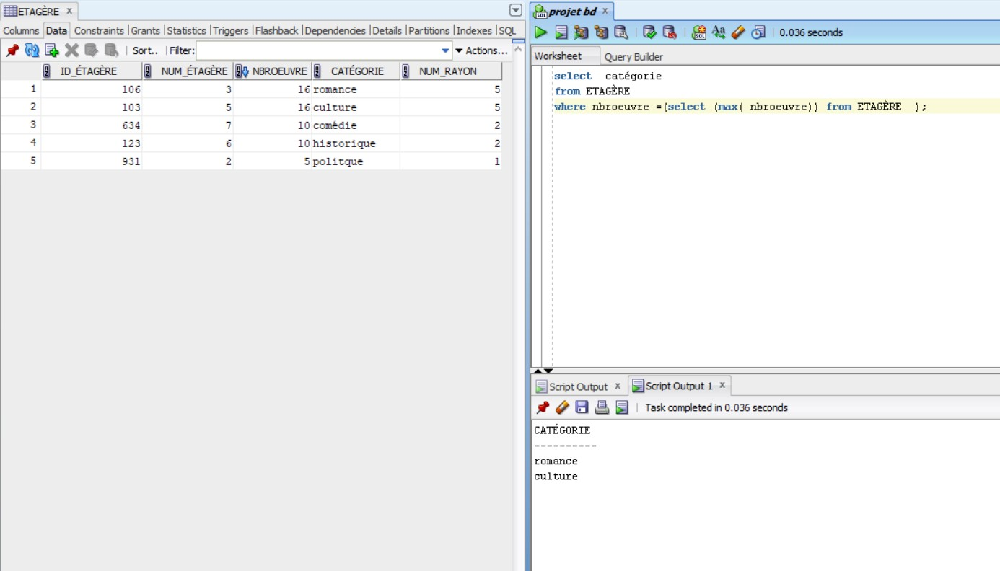 ETAGÈRE x
Columns Data Constraints |Grants |Statistics |Triggers |Flashback |Dependencies |Details |Partitions |Indexes |SQL
Sort.. |Filter: Actions...
ID_ÉTAGÈRE NUM_ÉTAGÈRE NBROEUVRE CATÉGORIE NUM_RAYON
1 106 3 16 romance 5
2 103 5 16 culture 5
3 634 7 10 comédie 2
4 123 6 10 historique 2
5 931 2 5 politque 1
projet bd x
0.036 seconds
Worksheet Query Builder
select catégorie
from ETAGÈRE
where nbroeuvre =(select (max( nbroeuvre)) from ETAGÈRE );
Script Output x Script Output 1 x
Task completed in 0.036 seconds
CATÉGORIE
----------
romance
culture